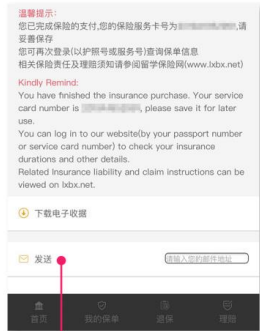 温馨提示:
您已完成保险的支付,您的保险服务卡号为 ,请
妥善保存
您可再次登录(以护照号或服务号)查询保单信息
相关保险责任及理赔须知请参阅留学保险网(www.lxbx.net)
Kindly Remind:
You have finished the insurance purchase. Your service
card number is , please save it for later
use.
You can log in to our website(by your passport number
or service card number) to check your insurance
durations and other details.
Related Insurance liability and claim instructions can be
viewed on lxbx.net.
下载电子收据
发送 请输入您的邮件地址
首页 我的保单 退保 理赔